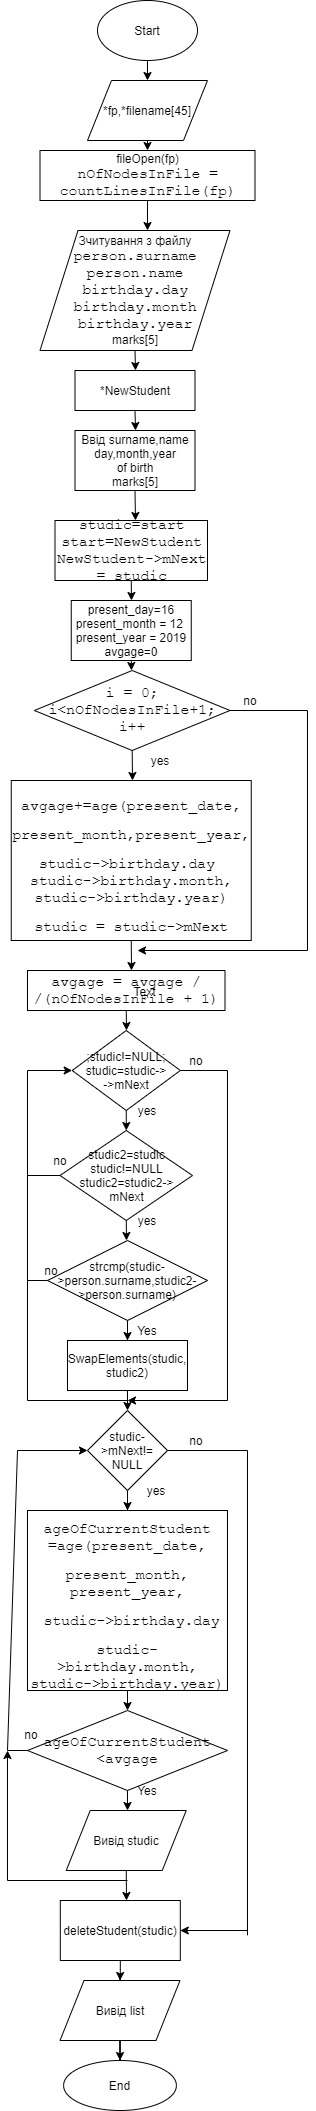 Start
*fp,*filename[45]
fileOpen(fp)
nOfNodesInFile =
countLinesInFile(fp)
Зчитування з файлу
person.surname
person.name
birthday.day
birthday.month
birthday.year
marks[5]
*NewStudent
Ввід surname,name
day,month,year
of birth
marks[5]
studic=start
start=NewStudent
NewStudent->mNext
= studic
present_day=16
present_month = 12
present_year = 2019
avgage=0
i = 0;
i<nOfNodesInFile+1;
i++
no
yes
avgage+=age(present_date,
present_month,present_year,
studic->birthday.day
studic->birthday.month,
studic->birthday.year)
studic = studic->mNext
avgage = avgage /
Text
/(nOfNodesInFile + 1)
;studic!=NULL;
studic=studic->
->mNext
no
yes
studic2=studic
studic!=NULL
studic2=studic2->
mNext
no
yes
strcmp(studic-
>person.surname,studic2-
>person.surname)
no
Yes
SwapElements(studic,
studic2)
studic-
>mNext!=
NULL
no
yes
ageOfCurrentStudent
=age(present_date,
present_month,
present_year,
studic->birthday.day
studic-
>birthday.month,
studic->birthday.year)
no
ageOfCurrentStudent
<avgage
Yes
Вивід studic
deleteStudent(studic)
Вивід list
End